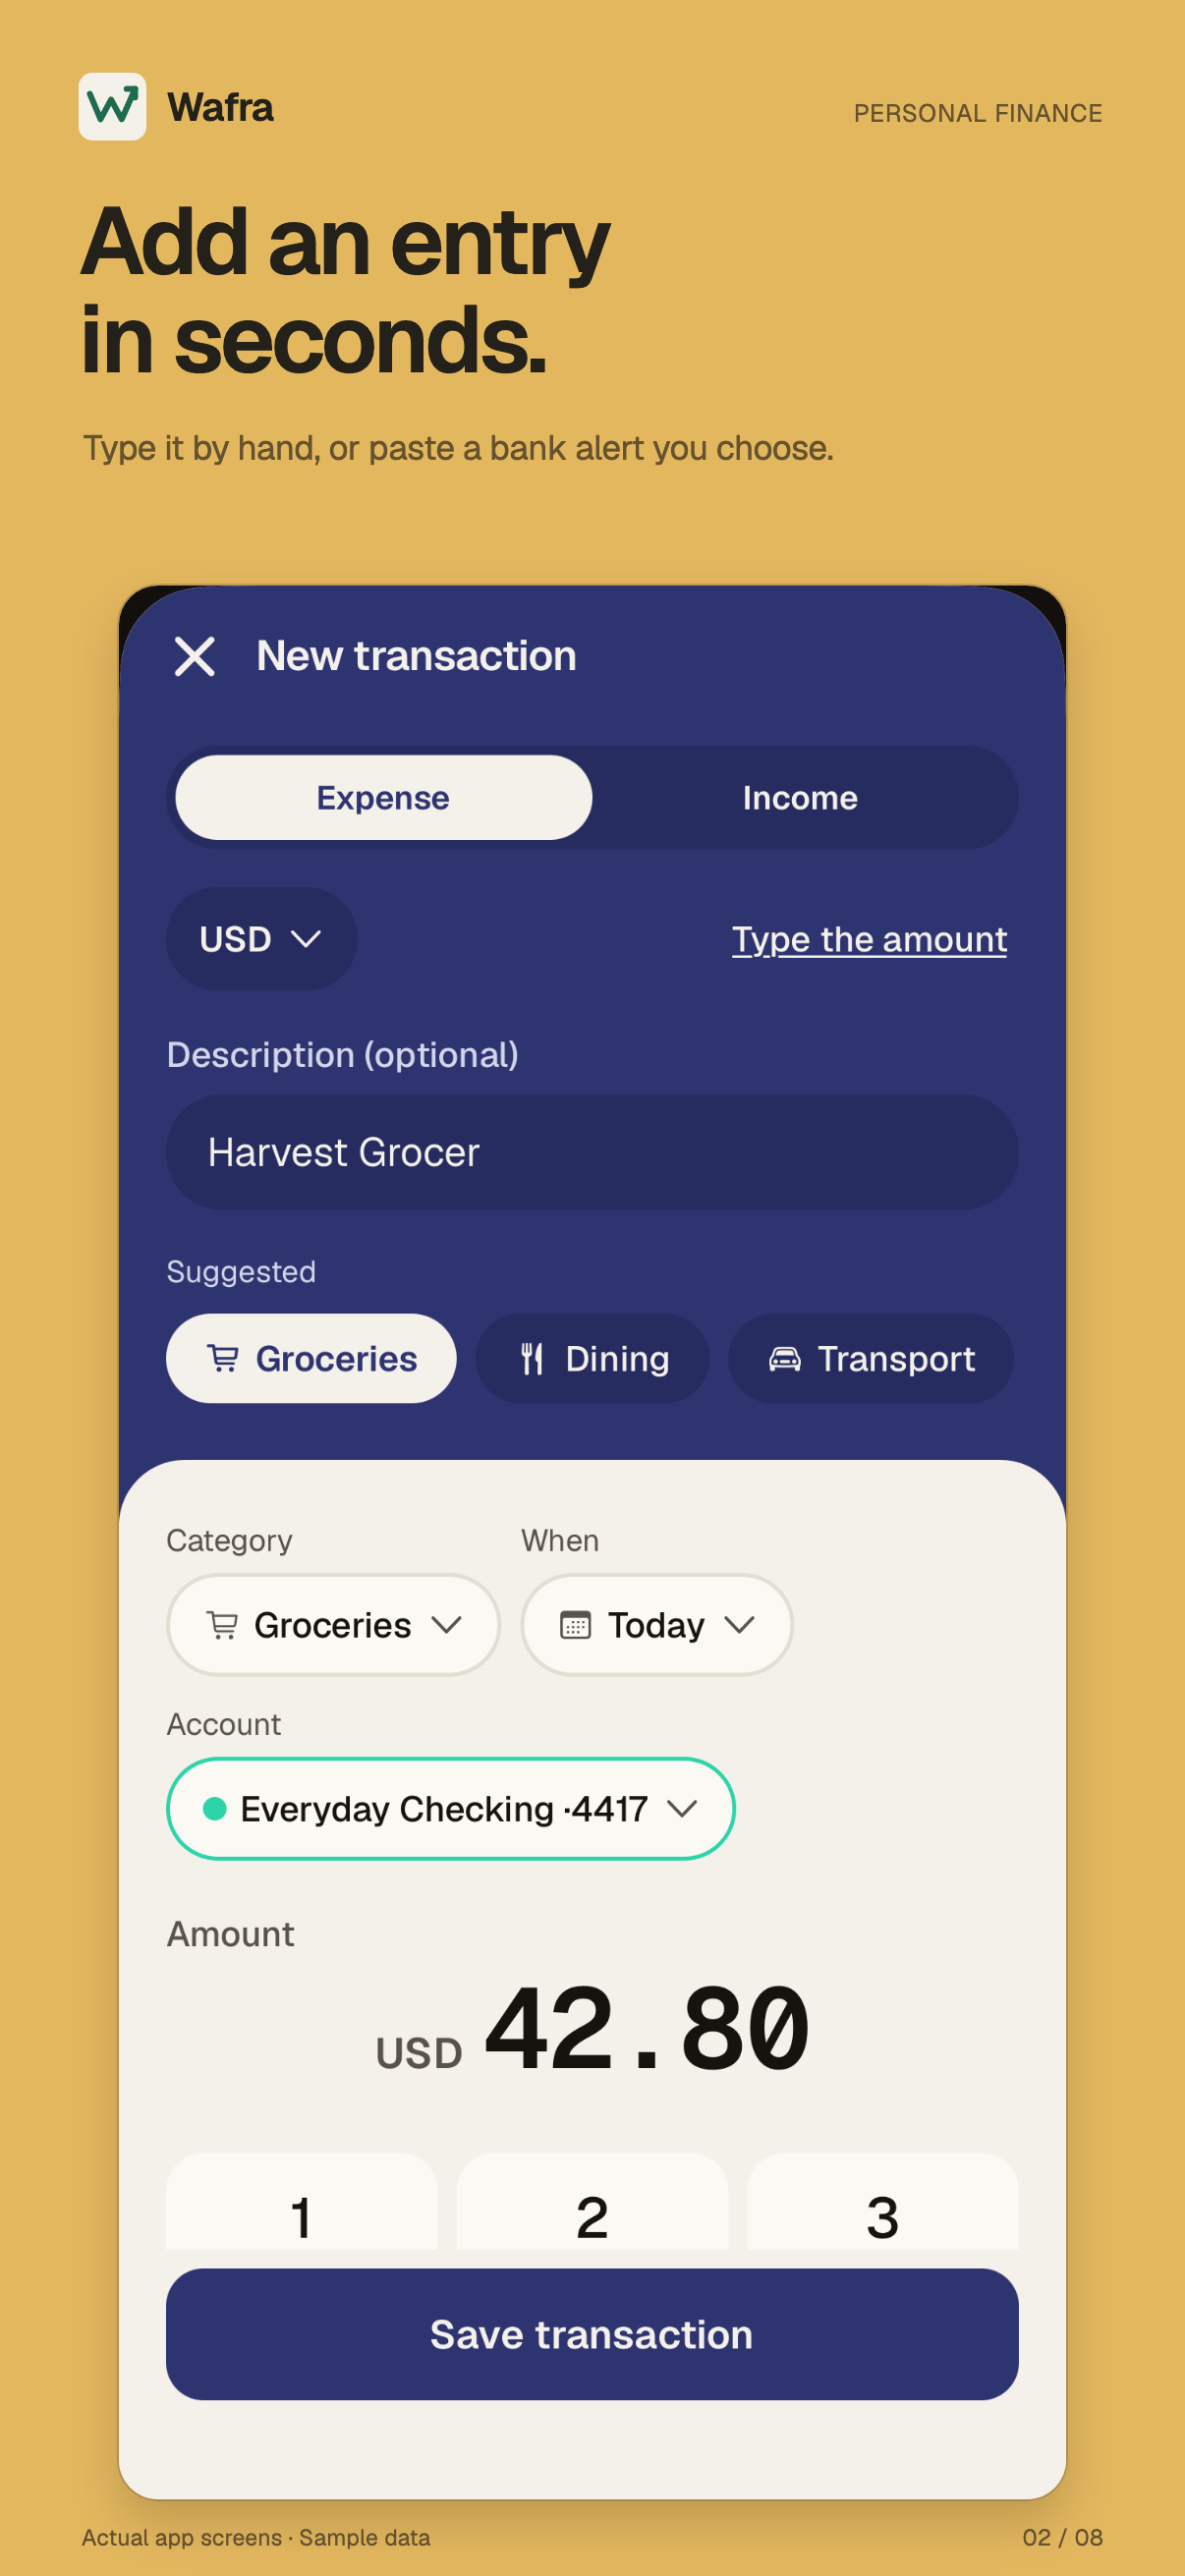 Wafra
PERSONAL FINANCE
Add an entry
in seconds.
Type it by hand, or paste a bank alert you choose.
New transaction
Expense
Income
USD
Type the amount
Description (optional)
Harvest Grocer
Suggested
Groceries
Dining
Transport
Category
When
Groceries
Today
Account
Everyday Checking ·4417
Amount
USD 42.80
1
2
3
Save transaction
Actual app screens · Sample data
02 / 08